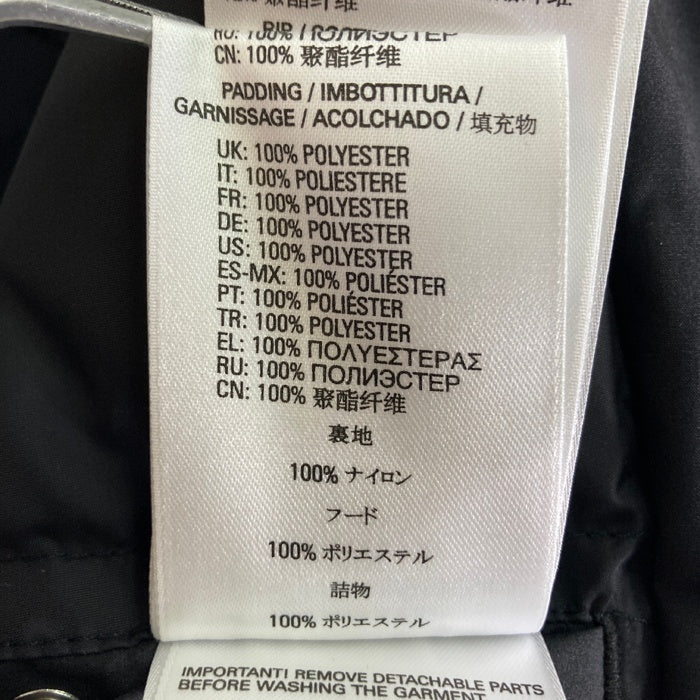 聚酯纤维
CN: 100% 聚酯纤维
PADDING / IMBOTTITURA /
GARNISSAGE / ACOLCHADO / 填充物
UK: 100% POLYESTER
IT: 100% POLIESTERE
FR: 100% POLYESTER
DE: 100% POLYESTER
US: 100% POLYESTER
ES-MX: 100% POLIÉSTER
PT: 100% POLIÉSTER
TR: 100% POLYESTER
EL: 100% ΠΟΛΥΕΣΤΕΡΑΣ
RU: 100% ПОЛИЭСТЕР
CN: 100% 聚酯纤维
裏地
100% ナイロン
フード
100% ポリエステル
詰物
100% ポリエステル
IMPORTANT! REMOVE DETACHABLE PARTS
BEFORE WASHING THE GARMENT.